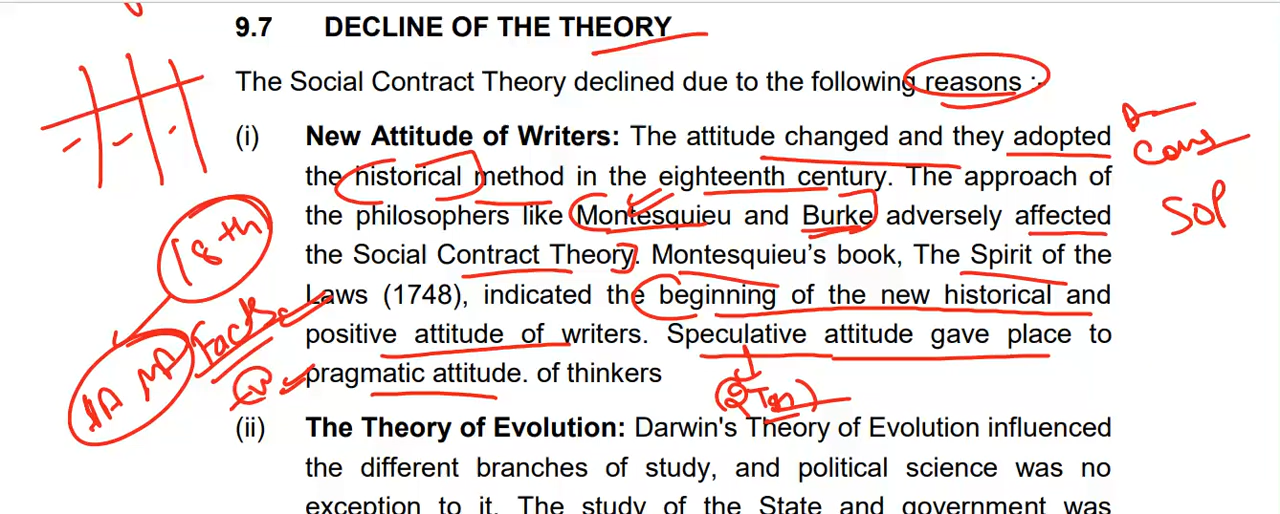 9.7 DECLINE OF THE THEORY
The Social Contract Theory declined due to the following reasons :-
(i) New Attitude of Writers: The attitude changed and they adopted
the historical method in the eighteenth century. The approach of
the philosophers like Montesquieu and Burke adversely affected
the Social Contract Theory. Montesquieu's book, The Spirit of the
Laws (1748), indicated the beginning of the new historical and
positive attitude of writers. Speculative attitude gave place to
pragmatic attitude. of thinkers
(ii) The Theory of Evolution: Darwin's Theory of Evolution influenced
the different branches of study, and political science was no
exception to it. The study of the State and government was
18th
Facts
SOP